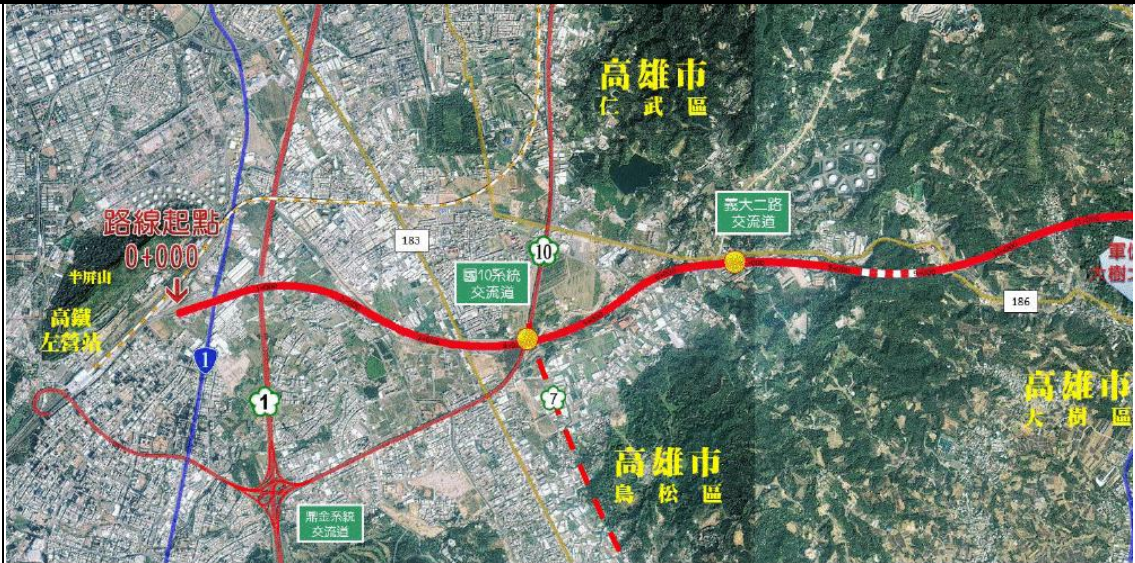 高雄市
仁武區
義大二路
交流道
路線起點
0+000
183
10
國10系統
交流道
半屏山
高鐵
左營站
1
186
高雄市
大樹區
1
7
高雄市
鳥松區
鼎金系統
交流道